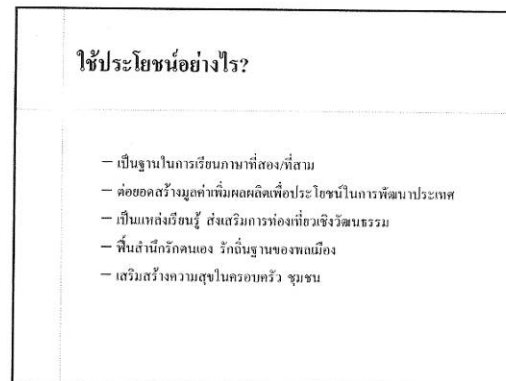 ใช้ประโยชน์อย่างไร?
– เป็นฐานในการเรียนภาษาที่สอง/ที่สาม
– ต่อยอดสร้างมูลค่าเพิ่มผลผลิตเพื่อประโยชน์ในการพัฒนาประเทศ
– เป็นแหล่งเรียนรู้ ส่งเสริมการท่องเที่ยวเชิงวัฒนธรรม
– ฟื้นสำนึกรักตนเอง รักถิ่นฐานของพลเมือง
– เสริมสร้างความสุขในครอบครัว ชุมชน